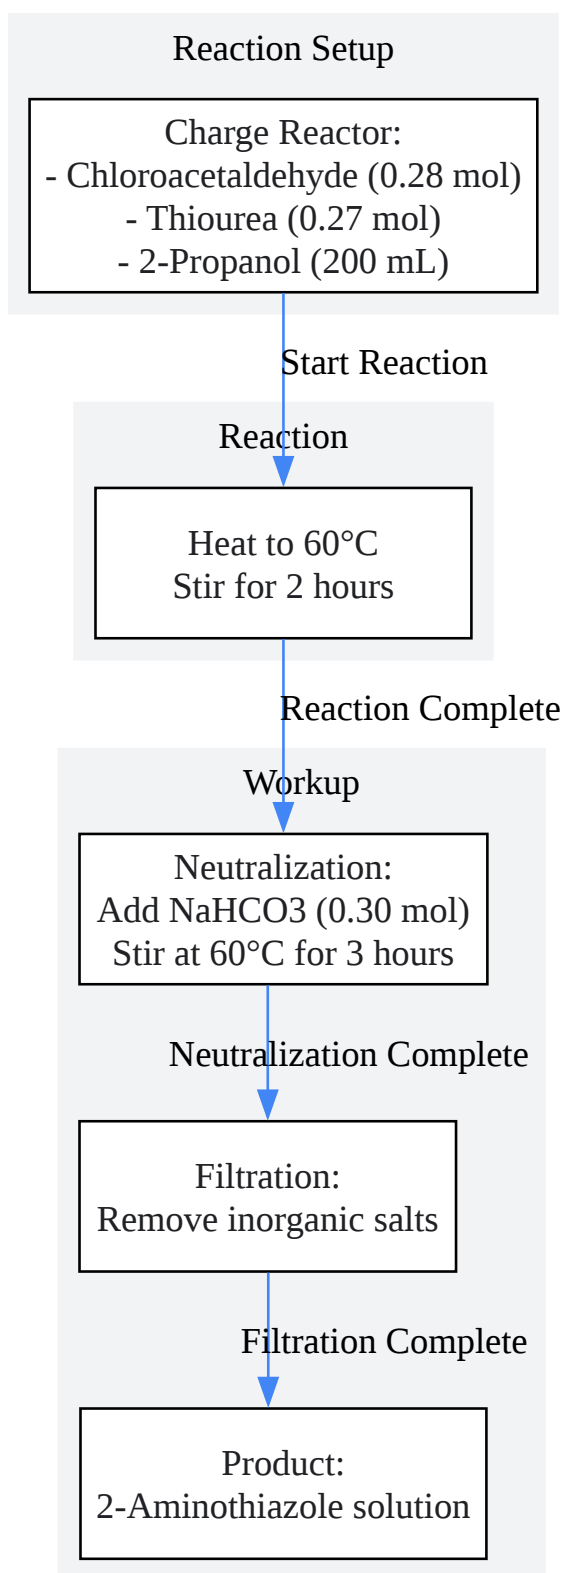 Reaction Setup
Charge Reactor:
- Chloroacetaldehyde (0.28 mol)
- Thiourea (0.27 mol)
- 2-Propanol (200 mL)
Start Reaction
Reaction
Heat to 60°C
Stir for 2 hours
Reaction Complete
Workup
Neutralization:
Add NaHCO3 (0.30 mol)
Stir at 60°C for 3 hours
Neutralization Complete
Filtration:
Remove inorganic salts
Filtration Complete
Product:
2-Aminothiazole solution